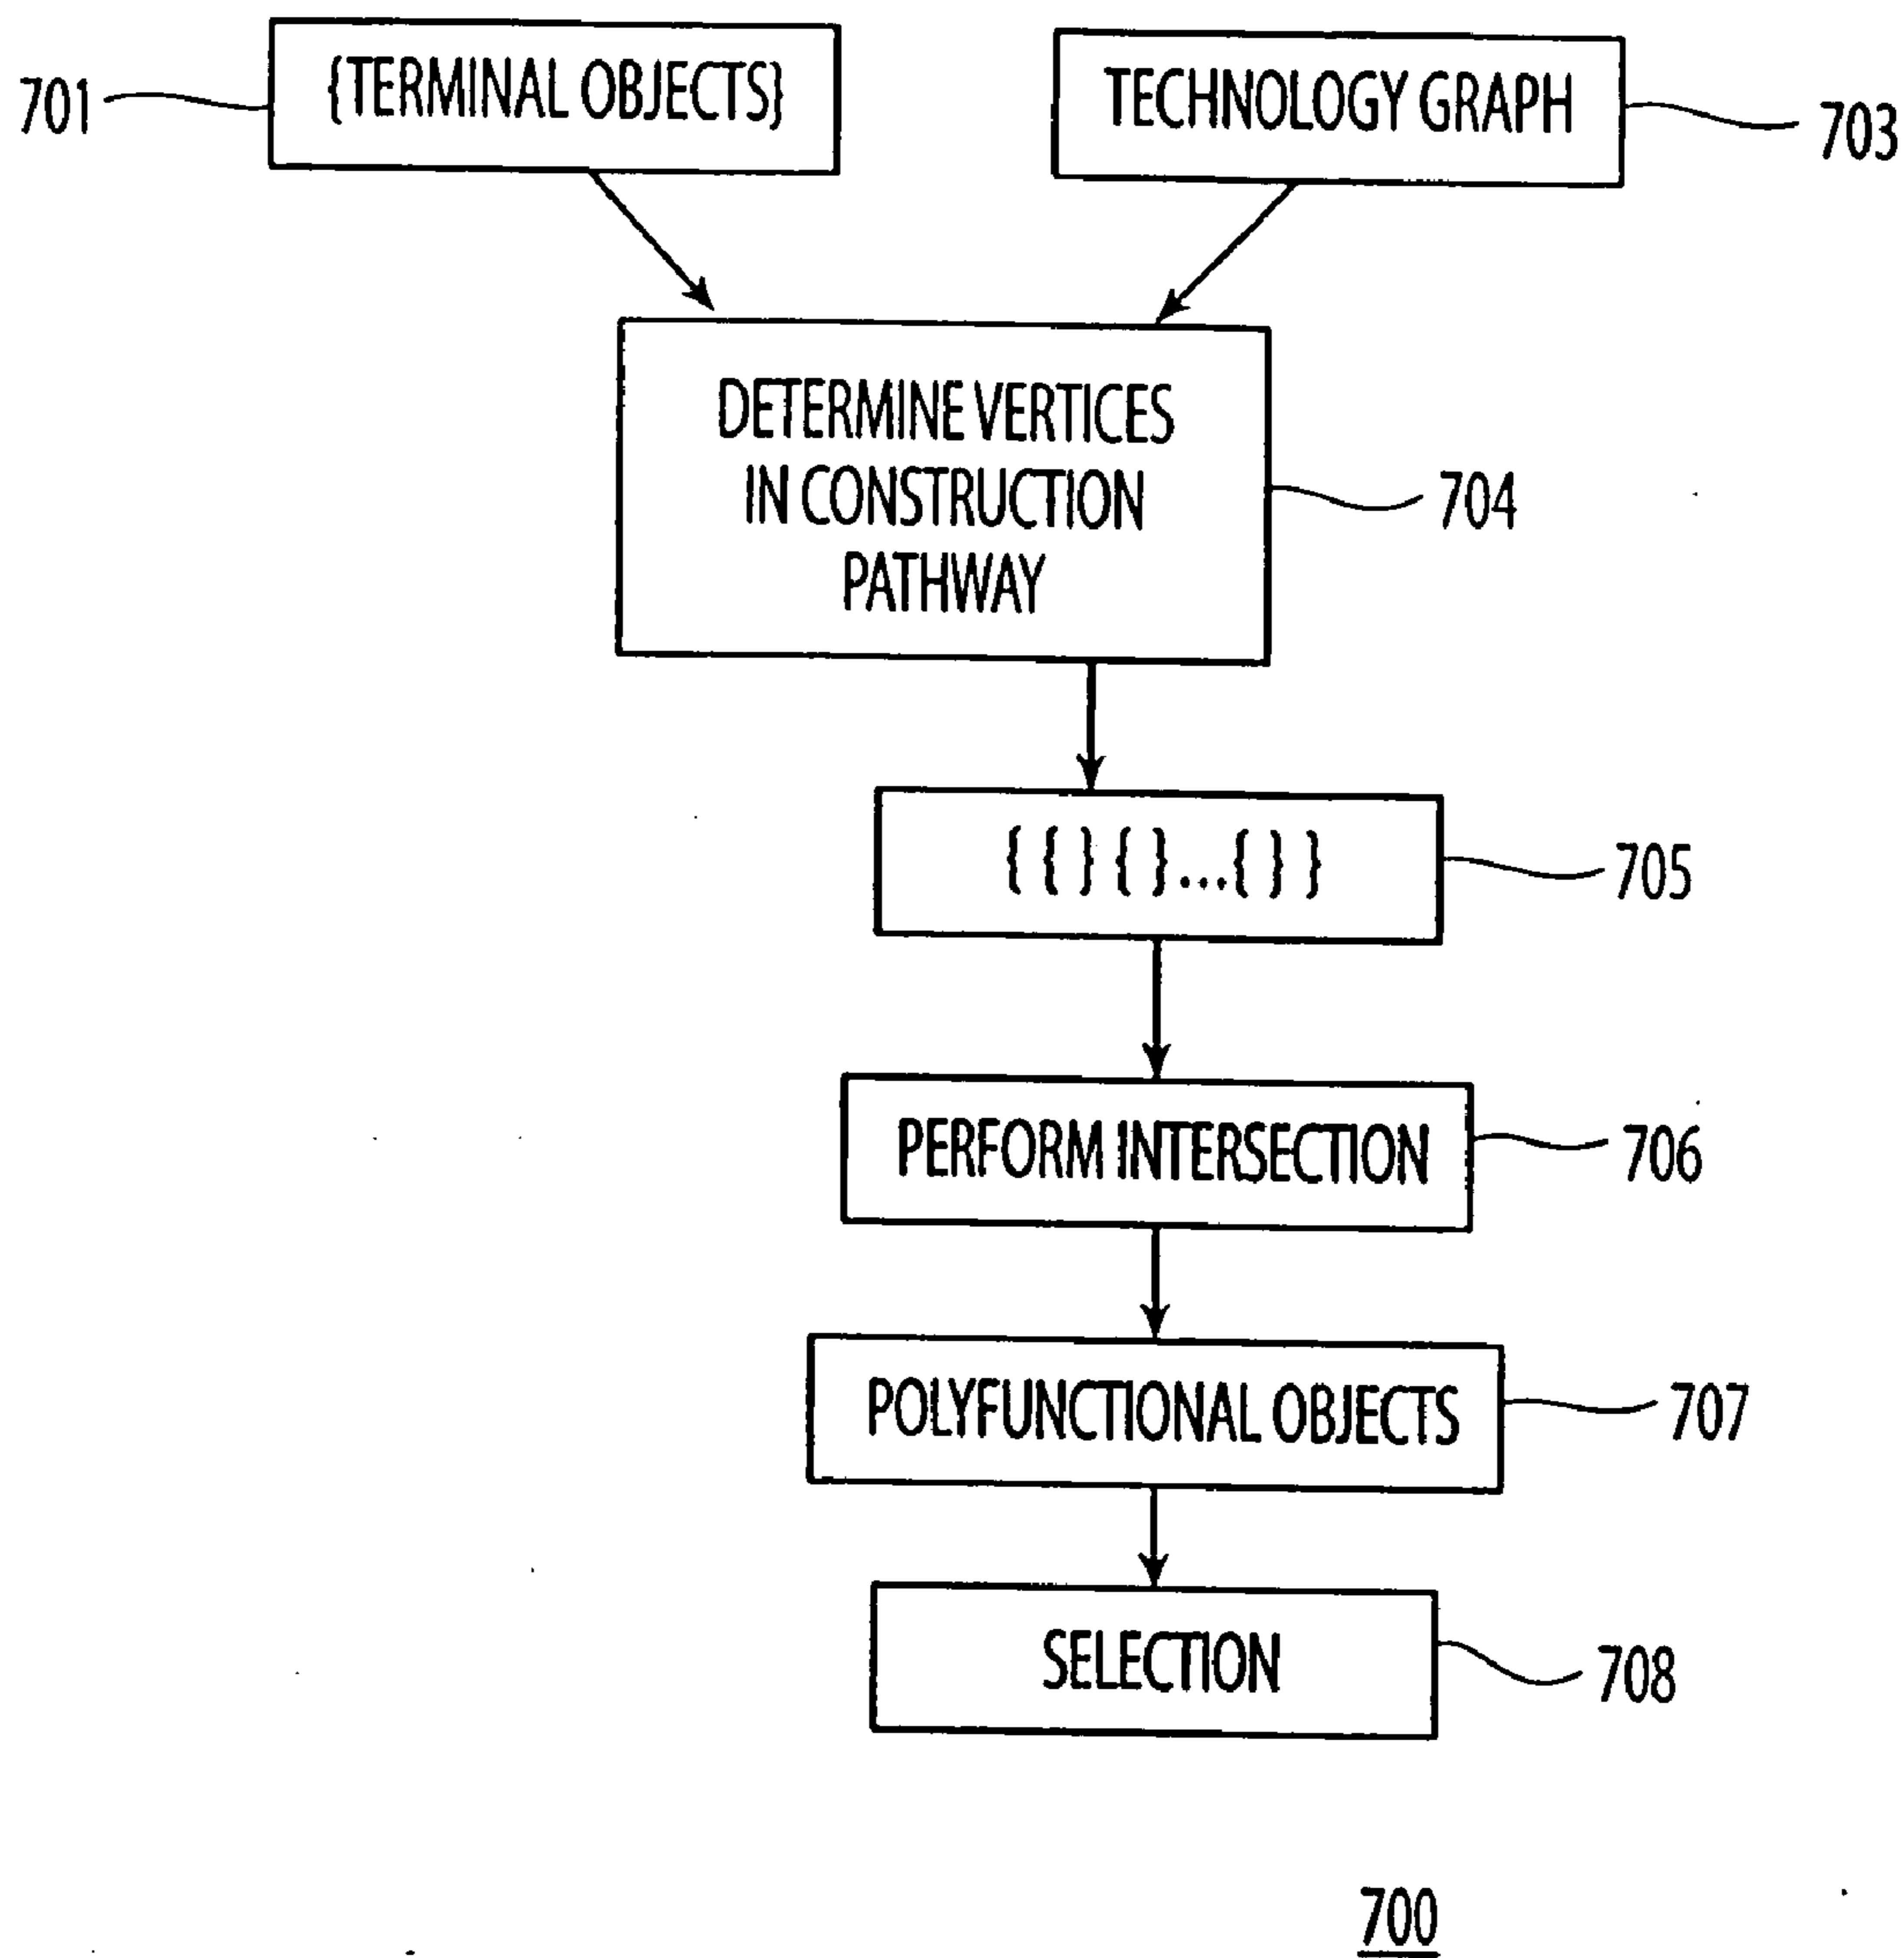 {TERMINAL OBJECTS}
701
TECHNOLOGY GRAPH
703
DETERMINE VERTICES
IN CONSTRUCTION
PATHWAY
704
{ { } { }...{ } }
705
PERFORM INTERSECTION
706
POLYFUNCTIONAL OBJECTS
707
SELECTION
708
700